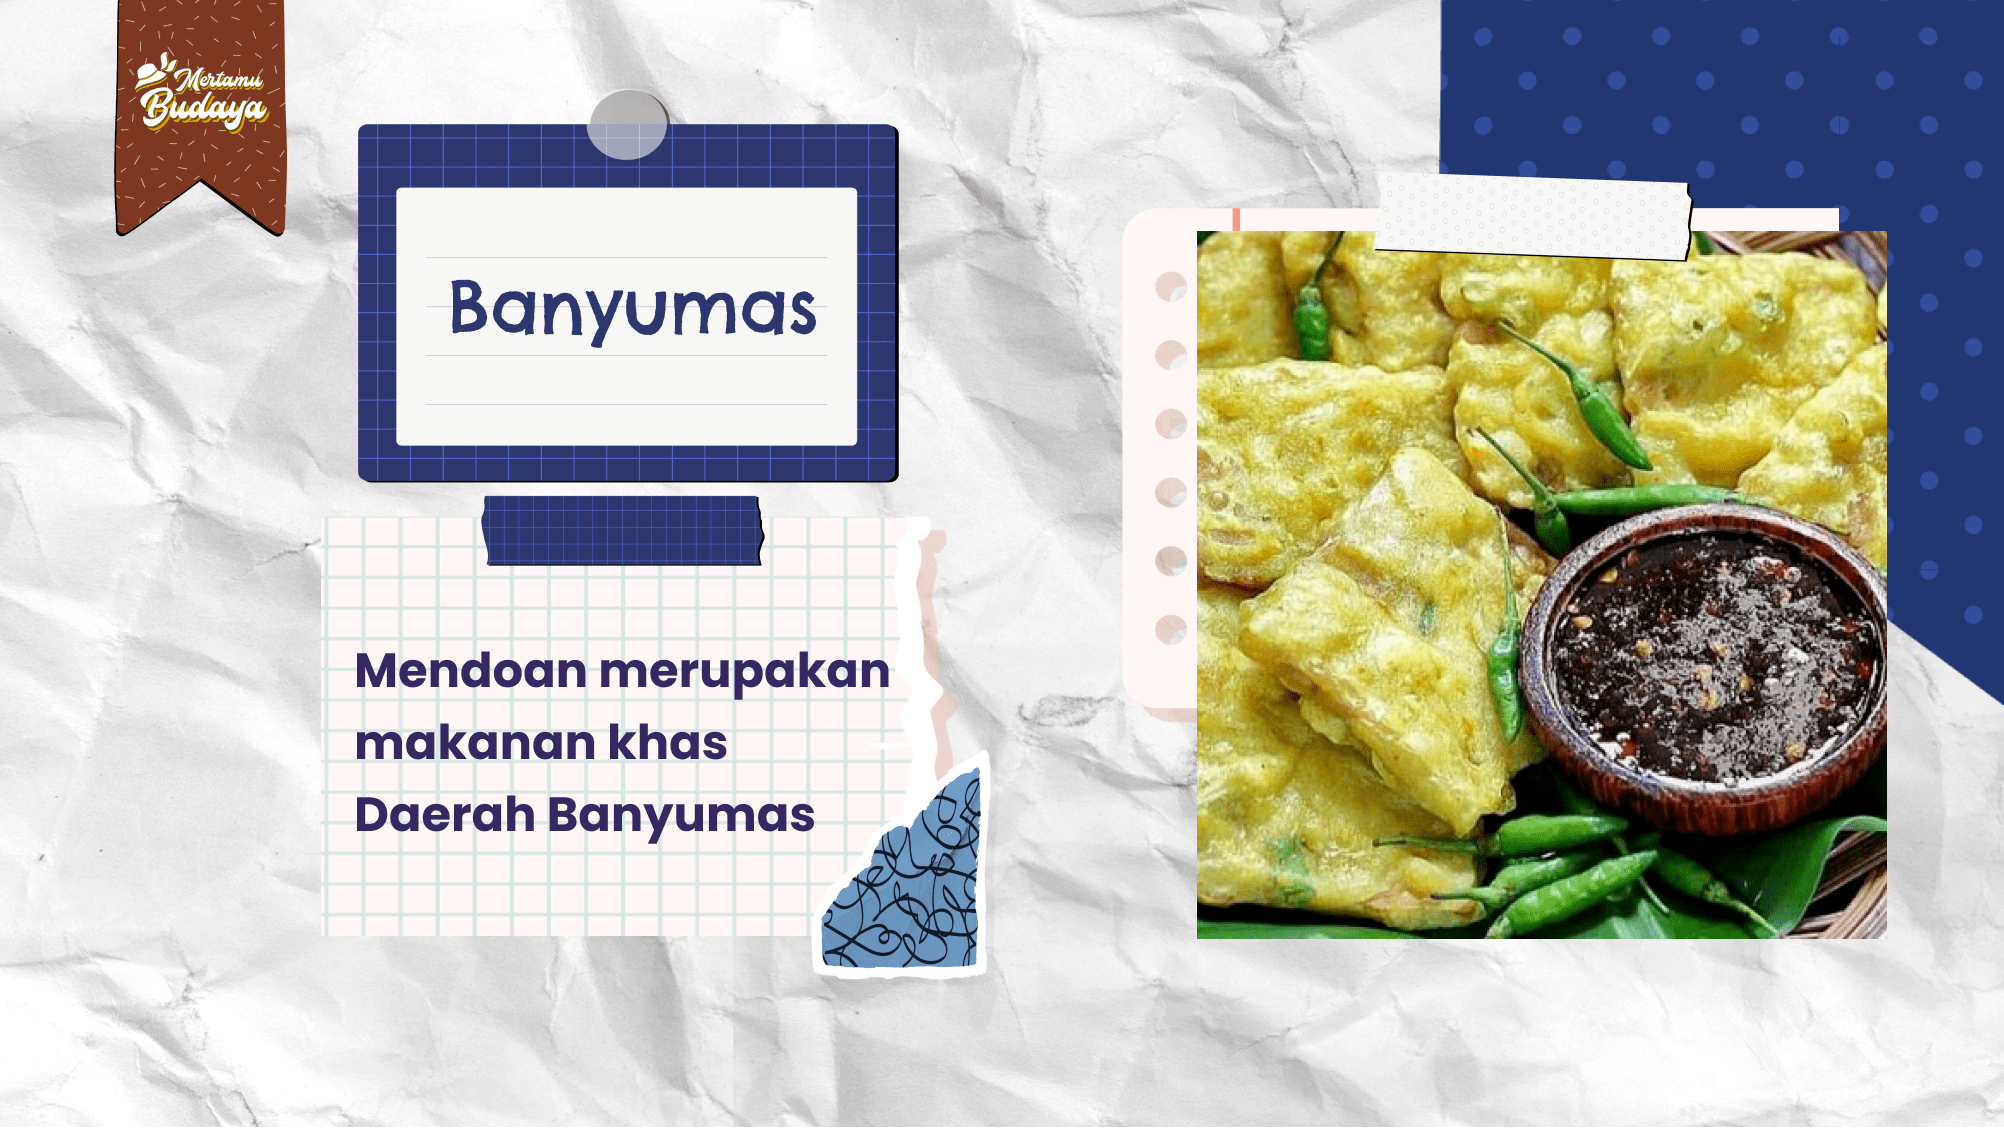 Mertamu
Budaya
Banyumas
Mendoan merupakan
makanan khas
Daerah Banyumas